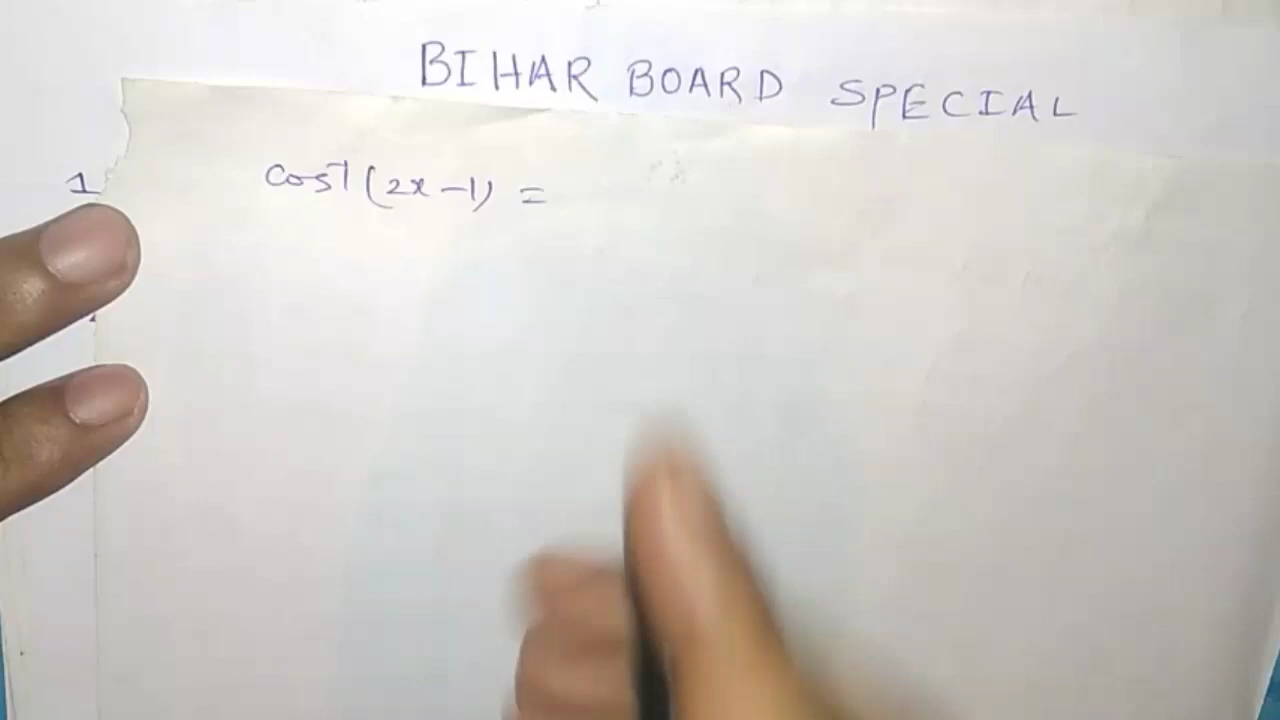 BIHAR BOARD SPECIAL
1 cos⁻¹(2x-1) =